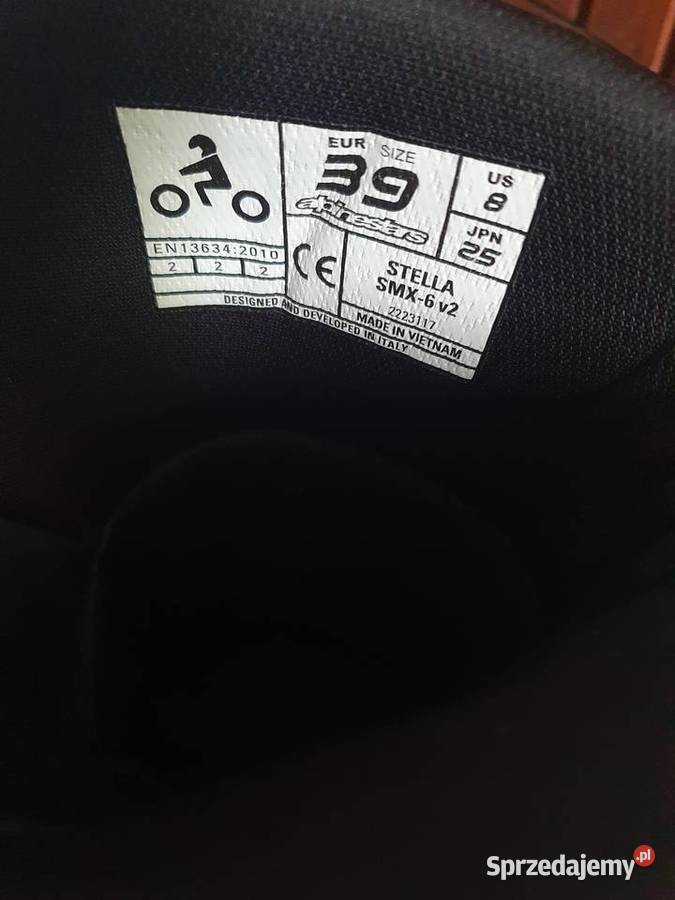 EUR SIZE
39
alpinestars
US
8
JPN
25
EN13634:2010
2 2 2
CE
STELLA
SMX-6 v2
2223117
MADE IN VIETNAM
DESIGNED AND DEVELOPED IN ITALY
Sprzedajemy.pl